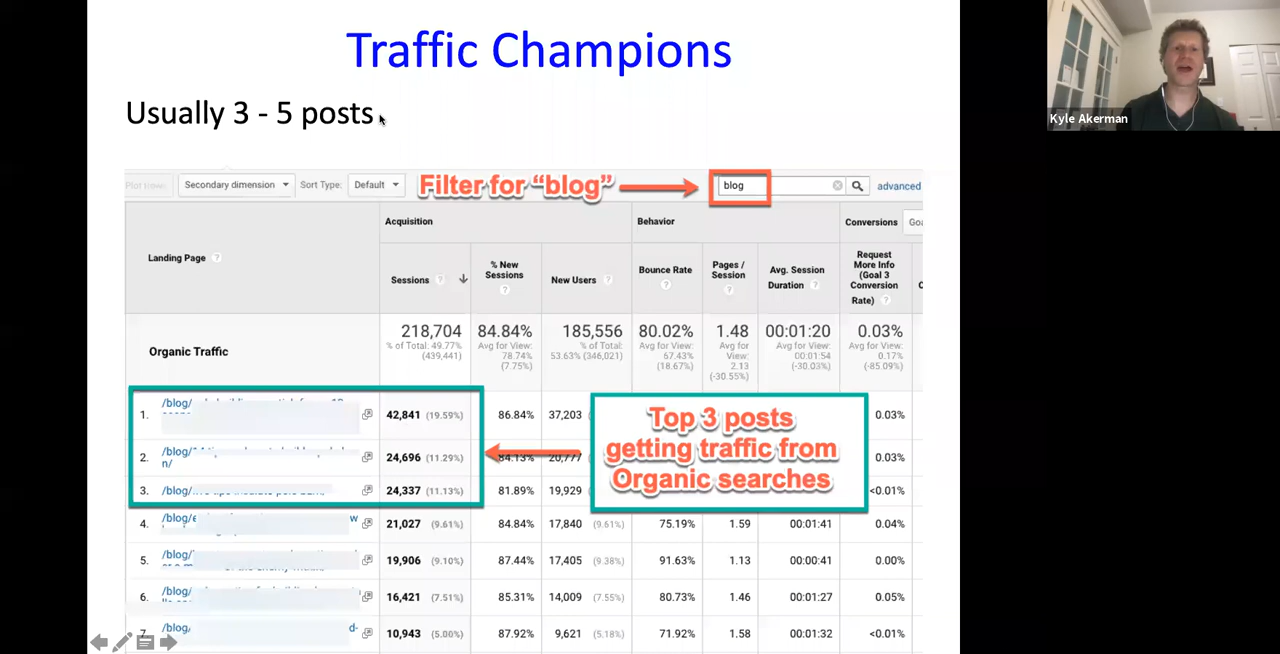 Traffic Champions
Kyle Akerman
Usually 3 - 5 posts
Plot rows
Secondary dimension
Sort Type:
Default
Filter for “blog”
blog
advanced
Acquisition
Behavior
Conversions
Landing Page
Sessions
% New
Sessions
New Users
Bounce Rate
Pages /
Session
Avg. Session
Duration
Request
More Info
(Goal 3
Conversion
Rate)
Organic Traffic
218,704
% of Total: 49.77%
(439,441)
84.84%
Avg for View:
78.74%
(7.75%)
185,556
% of Total:
53.63% (346,021)
80.02%
Avg for View:
67.43%
(18.67%)
1.48
Avg for
View:
2.13
(-30.55%)
00:01:20
Avg for View:
00:01:54
(-30.03%)
0.03%
Avg for View:
0.17%
(-85.09%)
1. /blog/ 42,841 (19.59%) 86.84% 37,203 0.03%
2. /blog/ 24,696 (11.29%) 84.13% 20,777 0.03%
n/
3. /blog/ 24,337 (11.13%) 81.89% 19,929 <0.01%
Top 3 posts
getting traffic from
Organic searches
4. /blog/ 21,027 (9.61%) 84.84% 17,840 (9.61%) 75.19% 1.59 00:01:41 0.04%
5. /blog/ 19,906 (9.10%) 87.44% 17,405 (9.38%) 91.63% 1.13 00:00:41 0.00%
6. /blog/ 16,421 (7.51%) 85.31% 14,009 (7.55%) 80.73% 1.46 00:01:27 0.05%
7. /blog/ d- 10,943 (5.00%) 87.92% 9,621 (5.18%) 71.92% 1.58 00:01:32 <0.01%